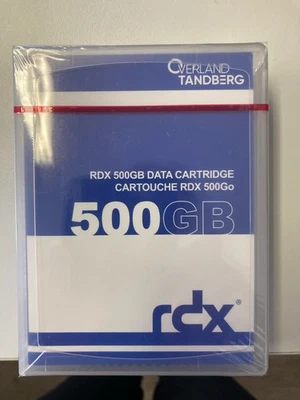 OVERLAND
TANDBERG
RDX 500GB DATA CARTRIDGE
CARTOUCHE RDX 500Go
500GB
rdx®